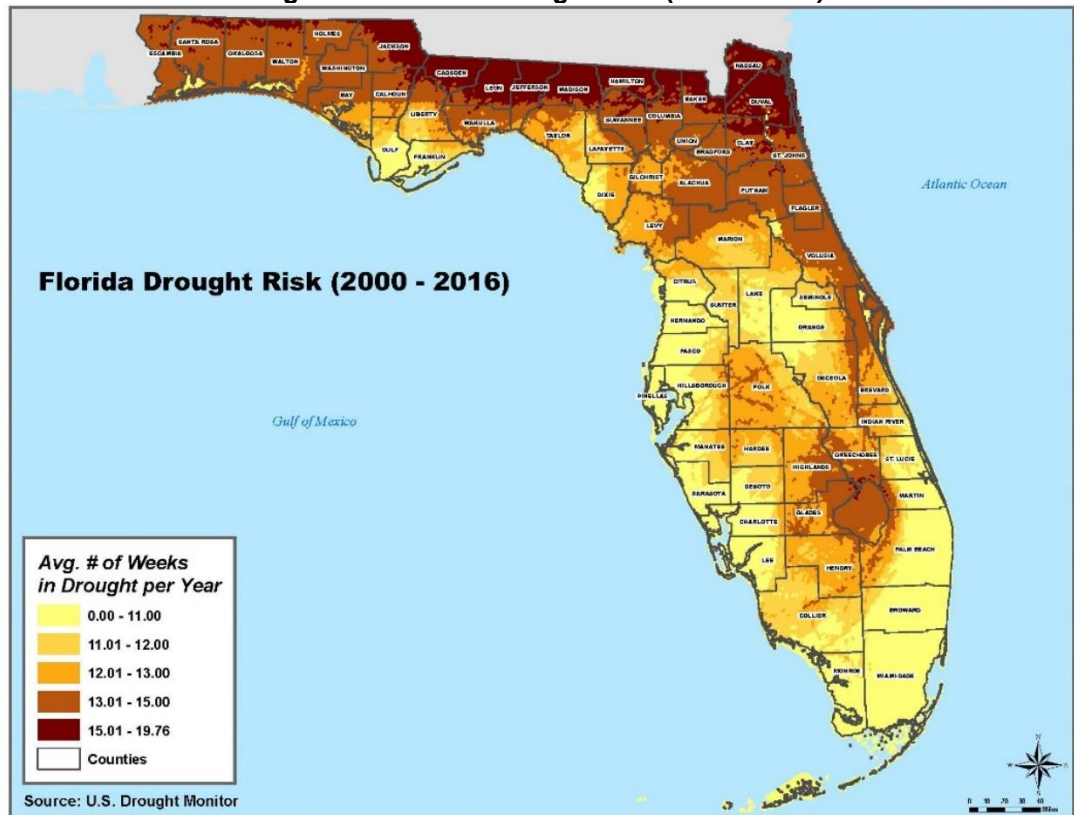 Florida Drought Risk (2000 - 2016)
Atlantic Ocean
Gulf of Mexico
HOLMES
SANTA ROSA
JACKSON
ESCAMBIA
OKALOOSA
WALTON
WASHINGTON
GADSDEN
NASSAU
HAMILTON
LEON
JEFFERSON
MADISON
BAY
CALHOUN
BAKER
DUVAL
LIBERTY
WAKULLA
SUWANNEE
COLUMBIA
TAYLOR
LAFAYETTE
UNION
BRADFORD
CLAY
ST. JOHNS
GULF
FRANKLIN
GILCHRIST
DIXIE
ALACHUA
PUTNAM
FLAGLER
LEVY
MARION
VOLUSIA
CITRUS
SUMTER
LAKE
SEMINOLE
HERNANDO
ORANGE
PASCO
HILLSBOROUGH
POLK
OSCEOLA
BREVARD
PINELLAS
INDIAN RIVER
MANATEE
HARDEE
HIGHLANDS
OKEECHOBEE
ST. LUCIE
SARASOTA
DESOTO
MARTIN
CHARLOTTE
GLADES
LEE
HENDRY
PALM BEACH
COLLIER
BROWARD
MONROE
MIAMI-DADE
Avg. # of Weeks
in Drought per Year
0.00 - 11.00
11.01 - 12.00
12.01 - 13.00
13.01 - 15.00
15.01 - 19.76
Counties
Source: U.S. Drought Monitor
N
W
S
0 10 20 30 40